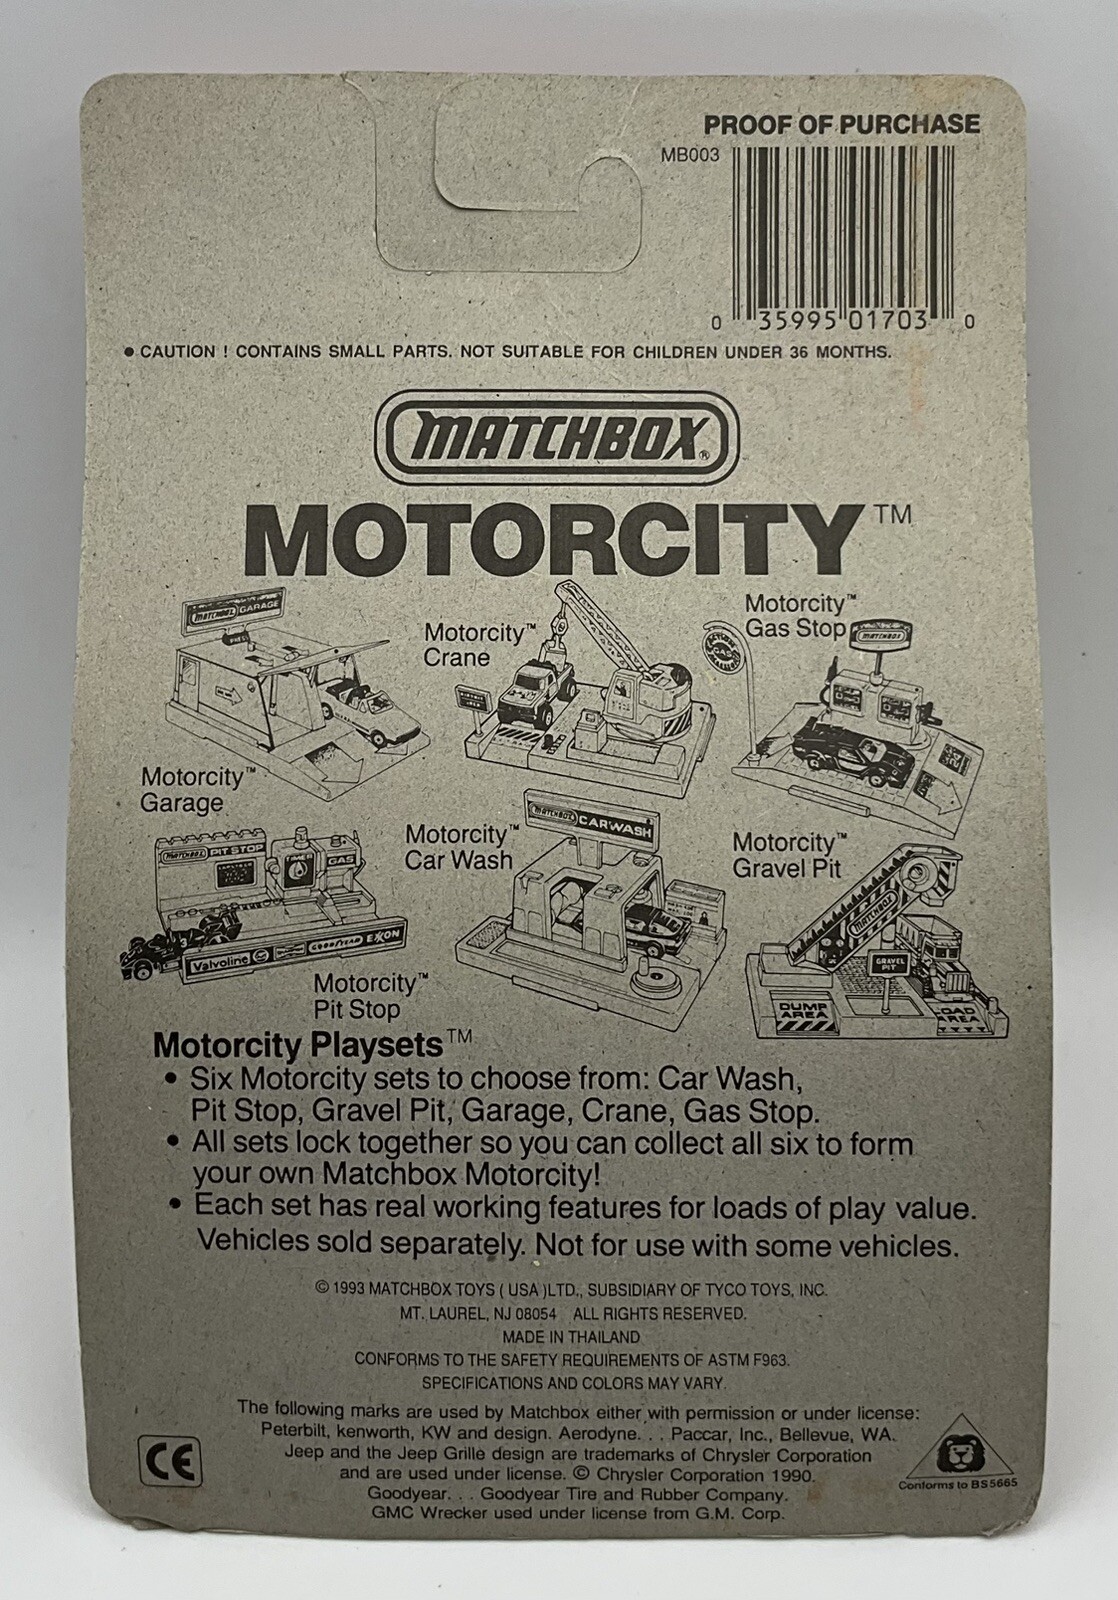 PROOF OF PURCHASE
MB003
0 35995 01703 0
• CAUTION ! CONTAINS SMALL PARTS. NOT SUITABLE FOR CHILDREN UNDER 36 MONTHS.
MATCHBOX®
MOTORCITY™
MATCHBOX GARAGE
Motorcity™
Garage
Motorcity™
Crane
Motorcity™
Gas Stop
MATCHBOX
GAS
MATCHBOX PIT STOP
GAS
Valvoline GOODYEAR EXXON
Motorcity™
Pit Stop
Motorcity™
Car Wash
MATCHBOX CAR WASH
Motorcity™
Gravel Pit
MATCHBOX
GRAVEL
PIT
DUMP
AREA
LOAD
AREA
Motorcity Playsets™
• Six Motorcity sets to choose from: Car Wash,
Pit Stop, Gravel Pit, Garage, Crane, Gas Stop.
• All sets lock together so you can collect all six to form
your own Matchbox Motorcity!
• Each set has real working features for loads of play value.
Vehicles sold separately. Not for use with some vehicles.
© 1993 MATCHBOX TOYS ( USA )LTD., SUBSIDIARY OF TYCO TOYS, INC.
MT. LAUREL, NJ 08054 ALL RIGHTS RESERVED.
MADE IN THAILAND
CONFORMS TO THE SAFETY REQUIREMENTS OF ASTM F963.
SPECIFICATIONS AND COLORS MAY VARY.
The following marks are used by Matchbox either with permission or under license:
Peterbilt, kenworth, KW and design. Aerodyne. . . Paccar, Inc., Bellevue, WA.
Jeep and the Jeep Grille design are trademarks of Chrysler Corporation
and are used under license. © Chrysler Corporation 1990.
Goodyear. . . Goodyear Tire and Rubber Company.
GMC Wrecker used under license from G.M. Corp.
CE
Conforms to BS5665